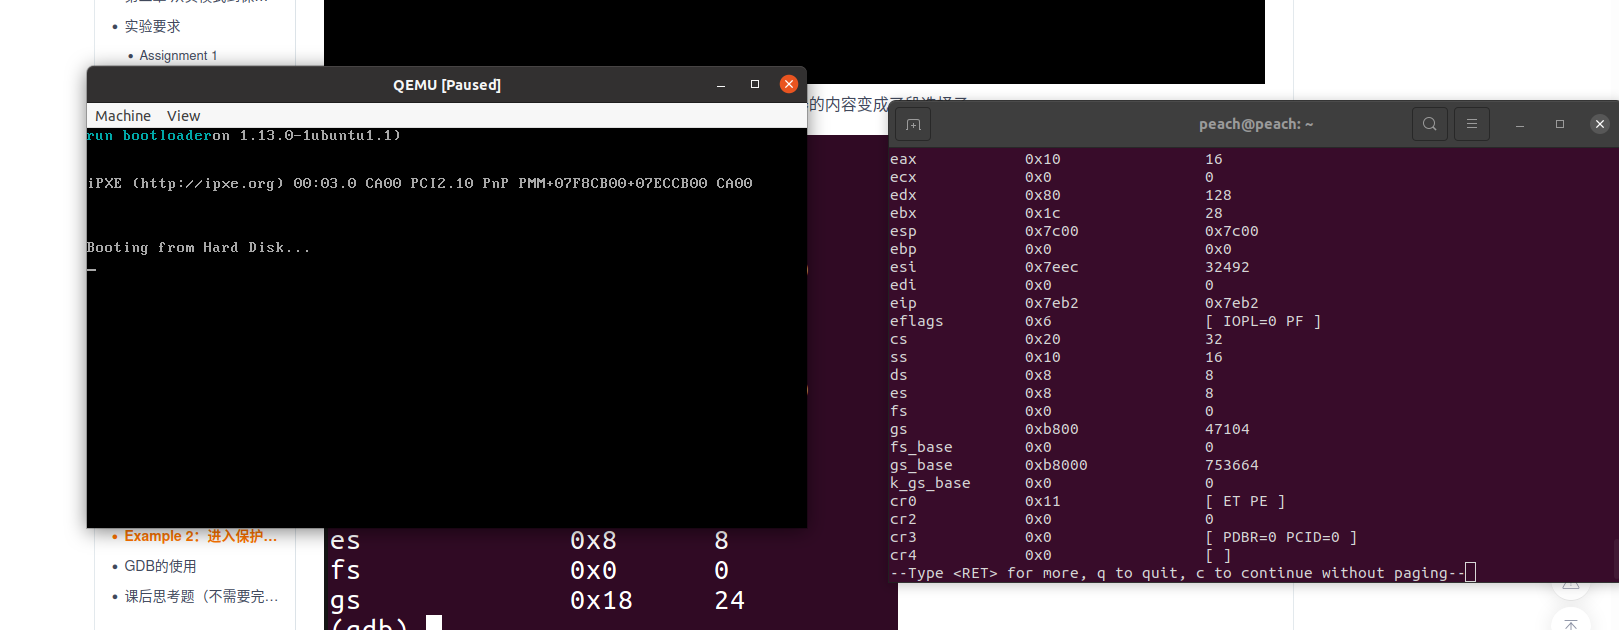 实验要求
Assignment 1
QEMU [Paused]
Machine View
run bootloaderon 1.13.0-1ubuntu1.1)
iPXE (http://ipxe.org) 00:03.0 CA00 PCI2.10 PnP PMM+07F8CB00+07ECCB00 CA00
Booting from Hard Disk...
的内容变成了段选择子
peach@peach: ~
eax 0x10 16
ecx 0x0 0
edx 0x80 128
ebx 0x1c 28
esp 0x7c00 0x7c00
ebp 0x0 0x0
esi 0x7eec 32492
edi 0x0 0
eip 0x7eb2 0x7eb2
eflags 0x6 [ IOPL=0 PF ]
cs 0x20 32
ss 0x10 16
ds 0x8 8
es 0x8 8
fs 0x0 0
gs 0xb800 47104
fs_base 0x0 0
gs_base 0xb8000 753664
k_gs_base 0x0 0
cr0 0x11 [ ET PE ]
cr2 0x0 0
cr3 0x0 [ PDBR=0 PCID=0 ]
cr4 0x0 [ ]
--Type <RET> for more, q to quit, c to continue without paging--
Example 2：进入保护...
GDB的使用
课后思考题（不需要完...
es 0x8 8
fs 0x0 0
gs 0x18 24
(gdb)